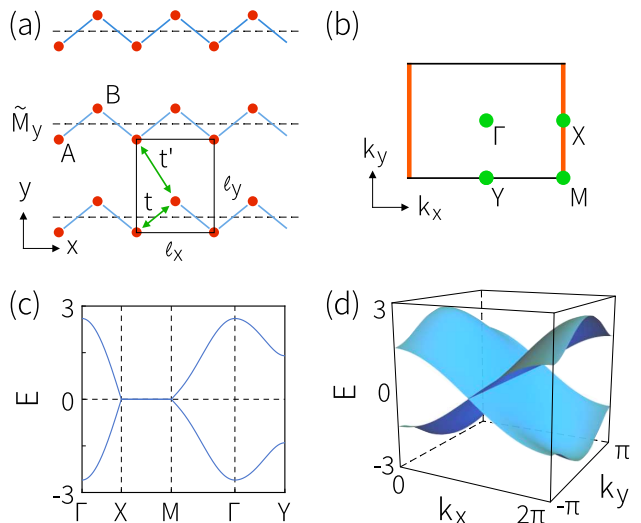 (a)
M̃y
B
A
t'
t
ℓy
ℓx
y
x
(b)
Γ
X
Y
M
ky
kx
(c)
3
0
-3
E
Γ
X
M
Γ
Y
(d)
3
0
-3
E
0
kx
2π
-π
ky
π